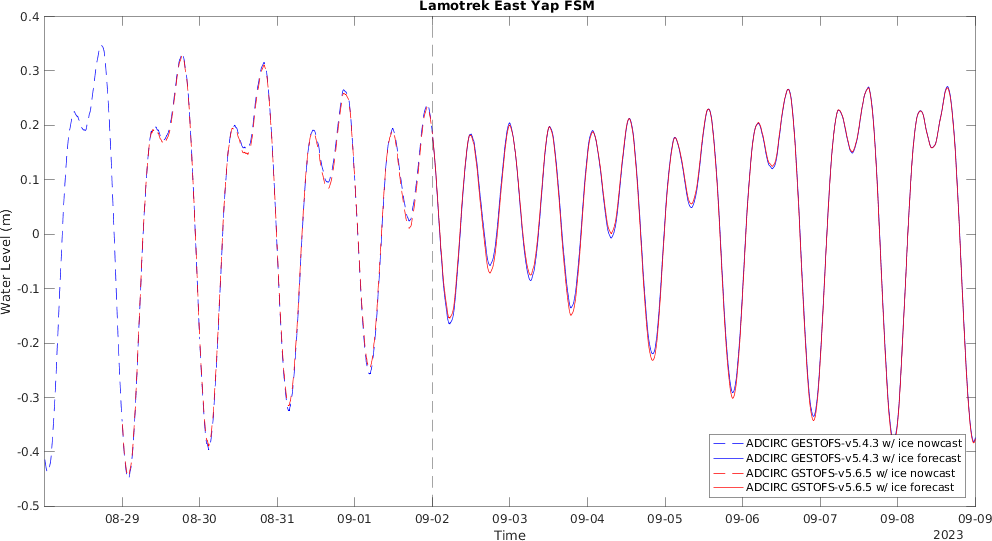 Lamotrek East Yap FSM
0.4
0.3
0.2
0.1
0
-0.1
-0.2
-0.3
-0.4
-0.5
Water Level (m)
08-29 08-30 08-31 09-01 09-02 09-03 09-04 09-05 09-06 09-07 09-08 09-09
Time
2023
ADCIRC GESTOFS-v5.4.3 w/ ice nowcast
ADCIRC GESTOFS-v5.4.3 w/ ice forecast
ADCIRC GSTOFS-v5.6.5 w/ ice nowcast
ADCIRC GSTOFS-v5.6.5 w/ ice forecast